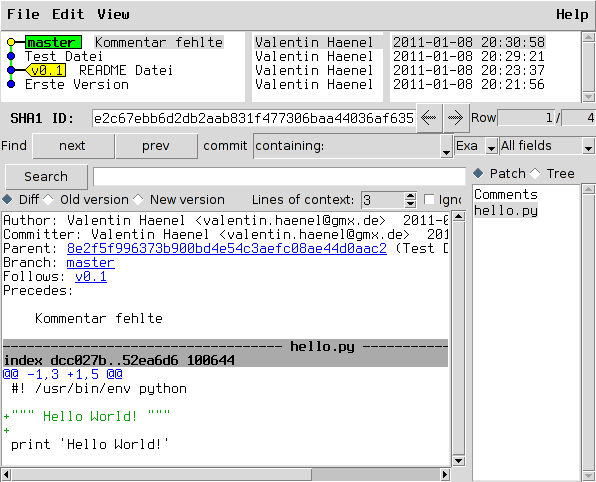 File Edit View Help
master Kommentar fehlte Valentin Haenel 2011-01-08 20:30:58
Test Datei Valentin Haenel 2011-01-08 20:29:21
v0.1 README Datei Valentin Haenel 2011-01-08 20:23:37
Erste Version Valentin Haenel 2011-01-08 20:21:56
SHA1 ID: e2c67ebb6d2db2aab831f477306baa44036af635 Row 1 / 4
Find next prev commit containing: Exa All fields
Search
Patch Tree
Diff Old version New version Lines of context: 3 Igno
Comments
hello.py
Author: Valentin Haenel <valentin.haenel@gmx.de> 2011-0
Committer: Valentin Haenel <valentin.haenel@gmx.de> 201
Parent: 8e2f5f996373b900bd4e54c3aefc08ae44d0aac2 (Test D
Branch: master
Follows: v0.1
Precedes:
Kommentar fehlte
------------------------------- hello.py -------------
index dcc027b..52ea6d6 100644
@@ -1,3 +1,5 @@
#! /usr/bin/env python
+""" Hello World! """
+
print 'Hello World!'